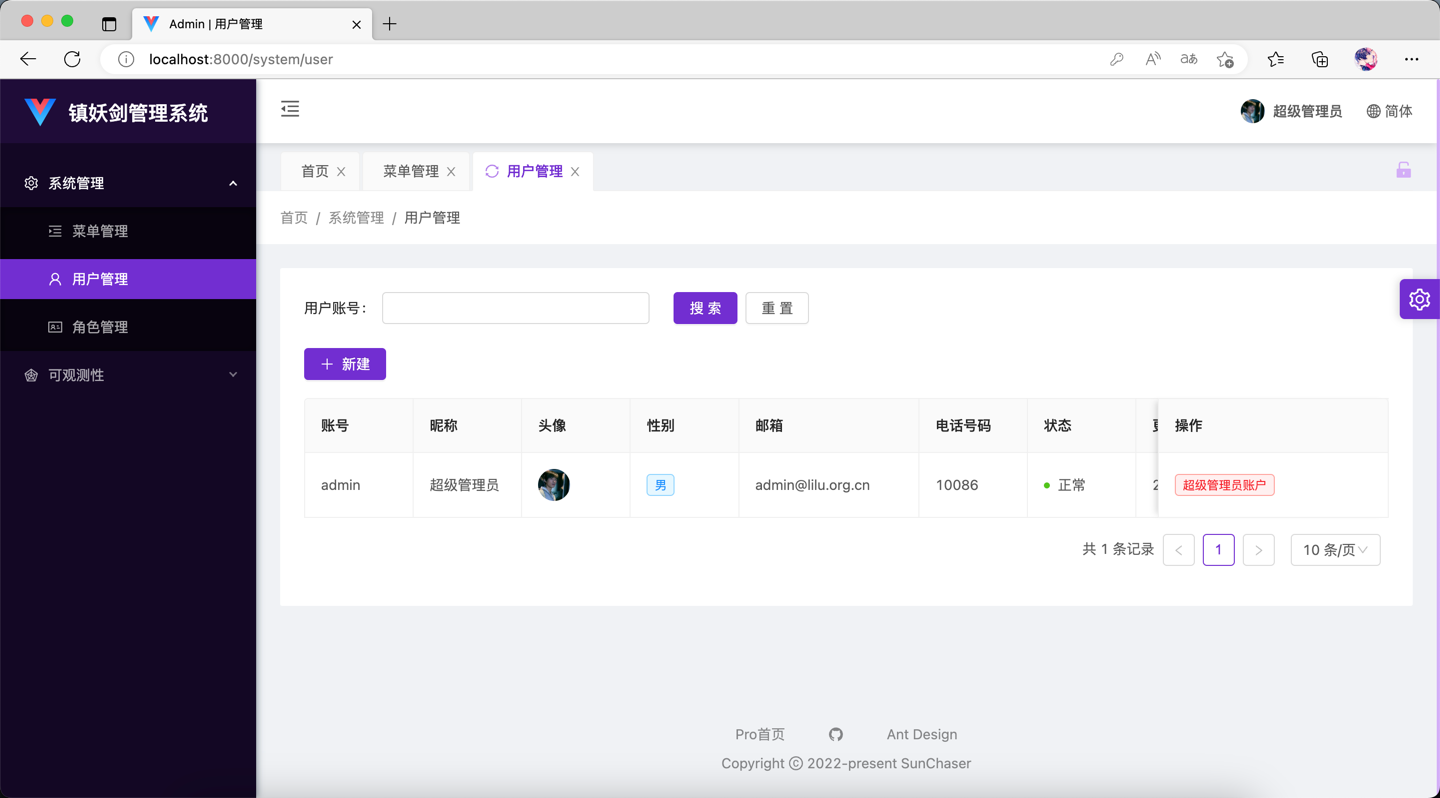 Admin | 用户管理
localhost:8000/system/user
镇妖剑管理系统
超级管理员
简体
系统管理
菜单管理
用户管理
角色管理
可观测性
首页
菜单管理
用户管理
首页 / 系统管理 / 用户管理
用户账号：
搜 索
重 置
新建
账号 昵称 头像 性别 邮箱 电话号码 状态 操作
admin 超级管理员 男 admin@lilu.org.cn 10086 正常 超级管理员账户
共 1 条记录 < 1 > 10 条/页
Pro首页 Ant Design
Copyright © 2022-present SunChaser